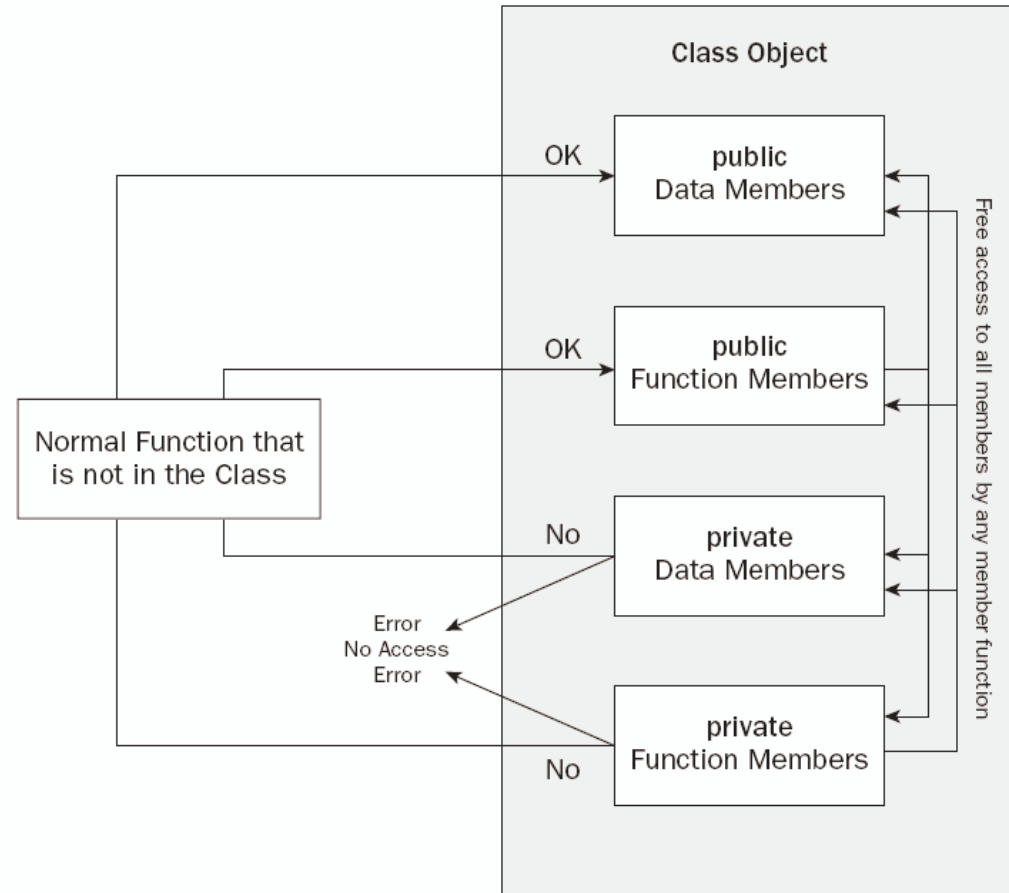 Class Object
OK
public
Data Members
OK
public
Function Members
Normal Function that
is not in the Class
No
private
Data Members
Error
No Access
Error
No
private
Function Members
Free access to all members by any member function